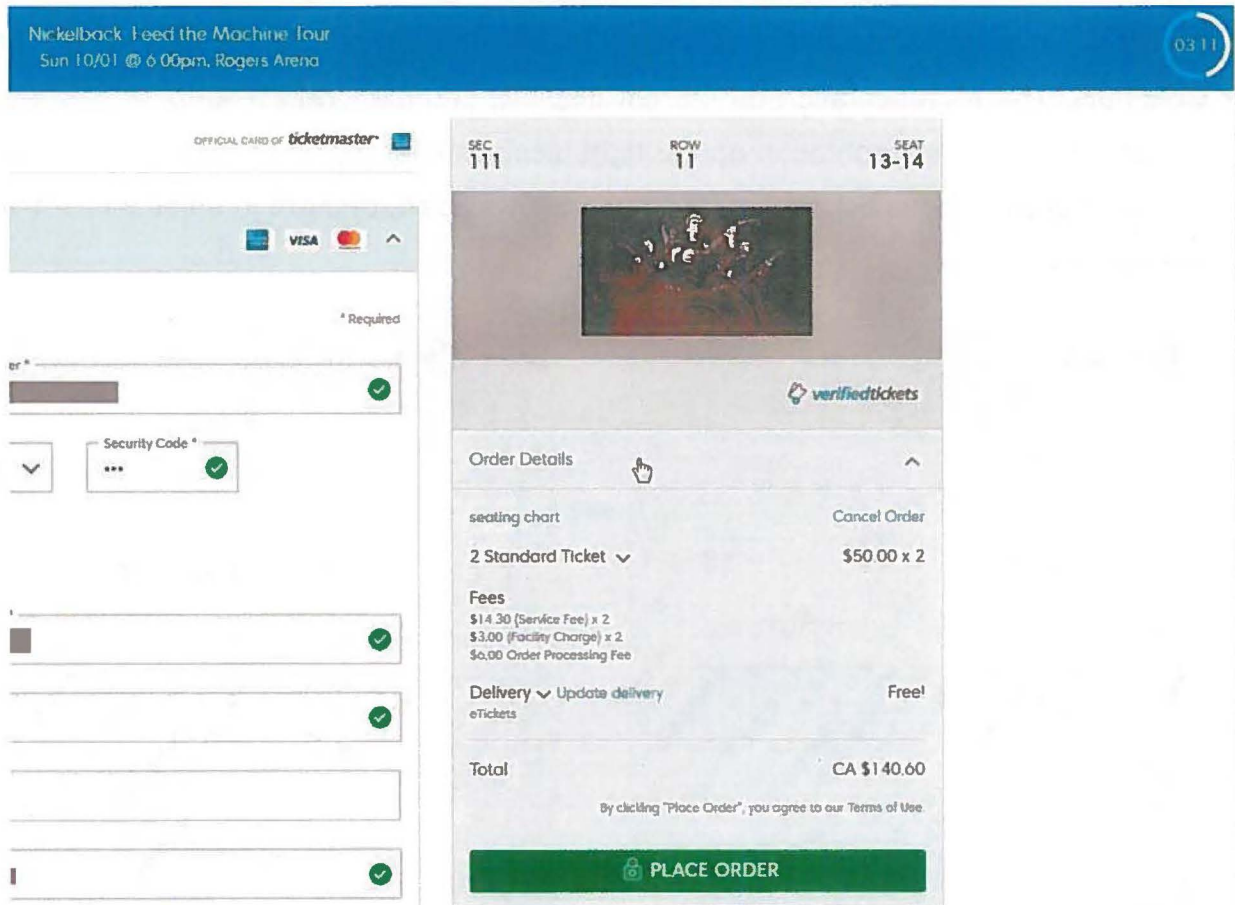 Nickelback Feed the Machine Tour
Sun 10/01 @ 6:00pm, Rogers Arena
03:11
OFFICIAL CARD OF ticketmaster
SEC
111
ROW
11
SEAT
13-14
VISA
* Required
er *
verifiedtickets
Security Code *
•••
Order Details
seating chart
Cancel Order
2 Standard Ticket
$50.00 x 2
Fees
$14.30 (Service Fee) x 2
$3.00 (Facility Charge) x 2
$6.00 Order Processing Fee
Delivery Update delivery
Free!
eTickets
Total
CA $140.60
By clicking "Place Order", you agree to our Terms of Use.
PLACE ORDER